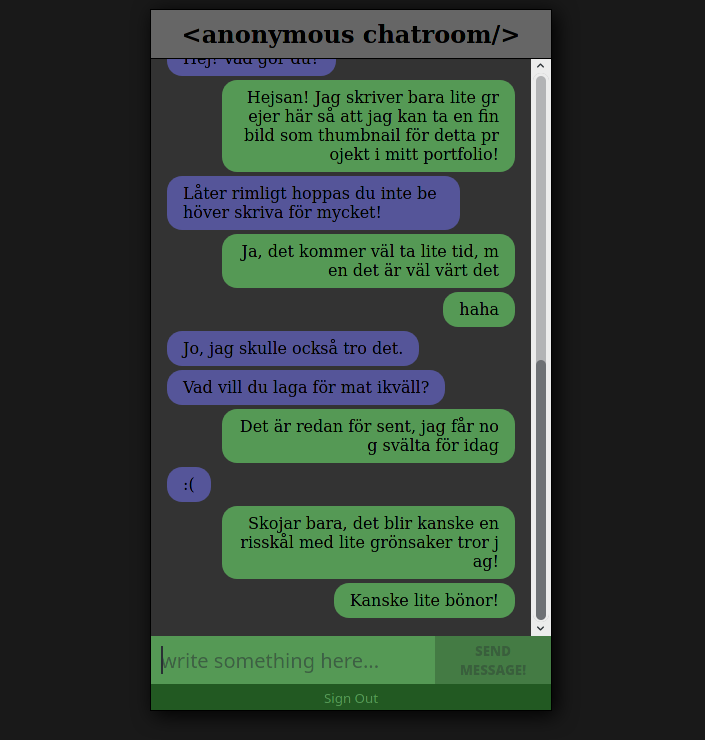 <anonymous chatroom/>
Hej! Vad gör du?
Hejsan! Jag skriver bara lite gr
ejer här så att jag kan ta en fin
bild som thumbnail för detta pr
ojekt i mitt portfolio!
Låter rimligt hoppas du inte be
höver skriva för mycket!
Ja, det kommer väl ta lite tid, m
en det är väl värt det
haha
Jo, jag skulle också tro det.
Vad vill du laga för mat ikväll?
Det är redan för sent, jag får no
g svälta för idag
:(
Skojar bara, det blir kanske en
risskål med lite grönsaker tror j
ag!
Kanske lite bönor!
write something here...
SEND
MESSAGE!
Sign Out